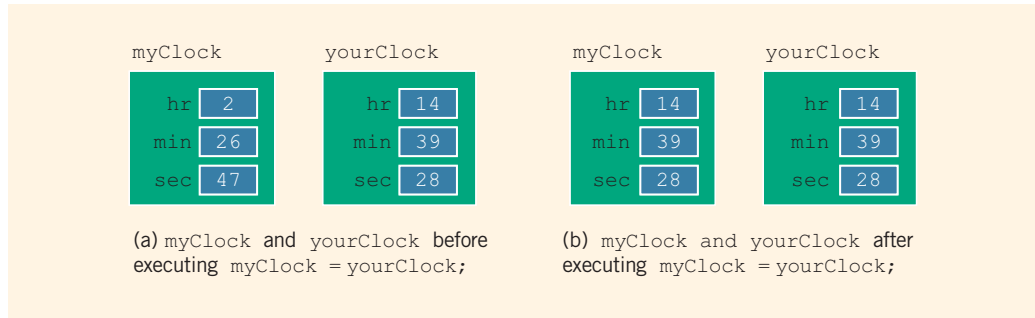 myClock
hr 2
min 26
sec 47
yourClock
hr 14
min 39
sec 28
(a) myClock and yourClock before
executing myClock = yourClock;
myClock
hr 14
min 39
sec 28
yourClock
hr 14
min 39
sec 28
(b) myClock and yourClock after
executing myClock = yourClock;